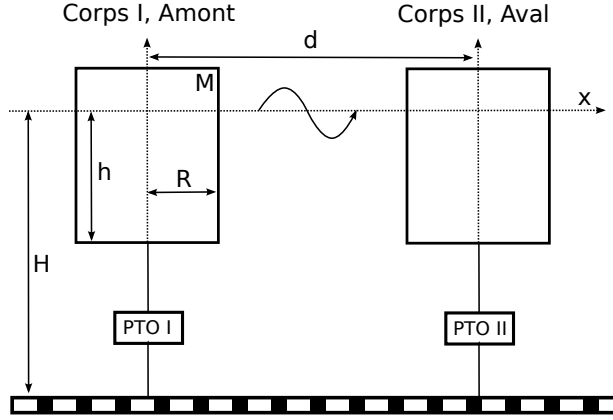 Corps I, Amont
Corps II, Aval
d
M
x
h
R
H
PTO I
PTO II